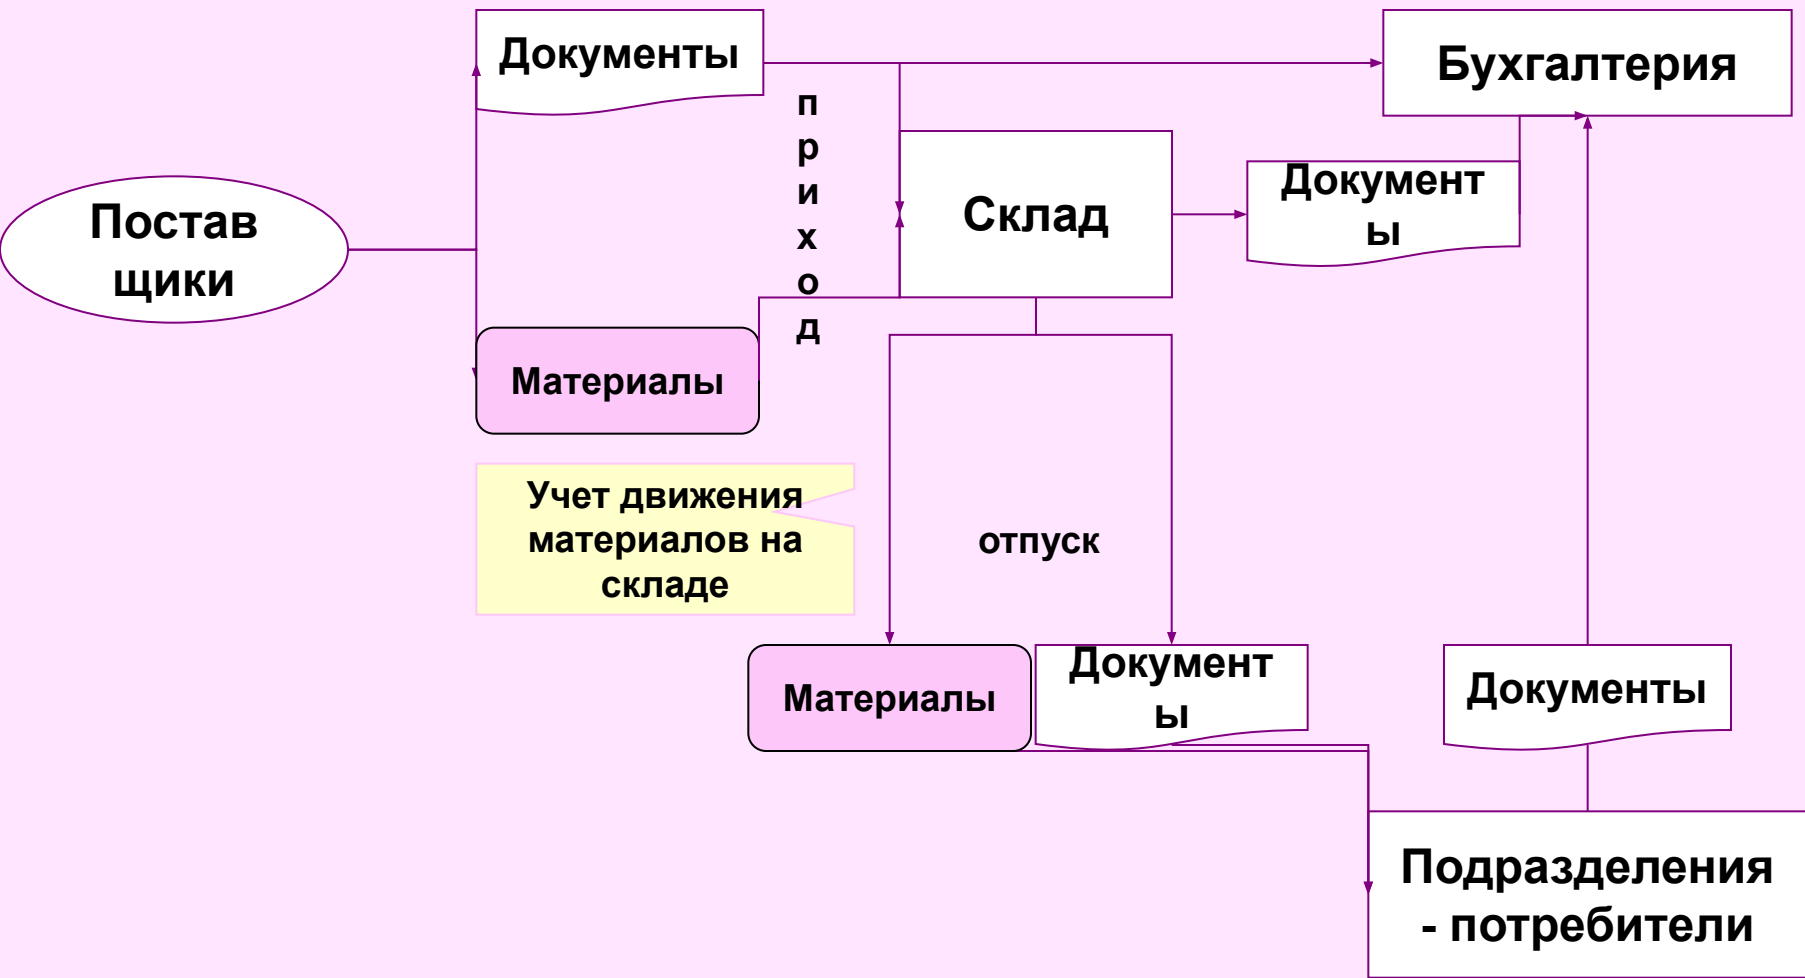 Документы
Бухгалтерия
п
р
и
х
о
д
Склад
Документ
ы
Постав
щики
Материалы
Учет движения
материалов на
складе
отпуск
Материалы
Документ
ы
Документы
Подразделения
- потребители